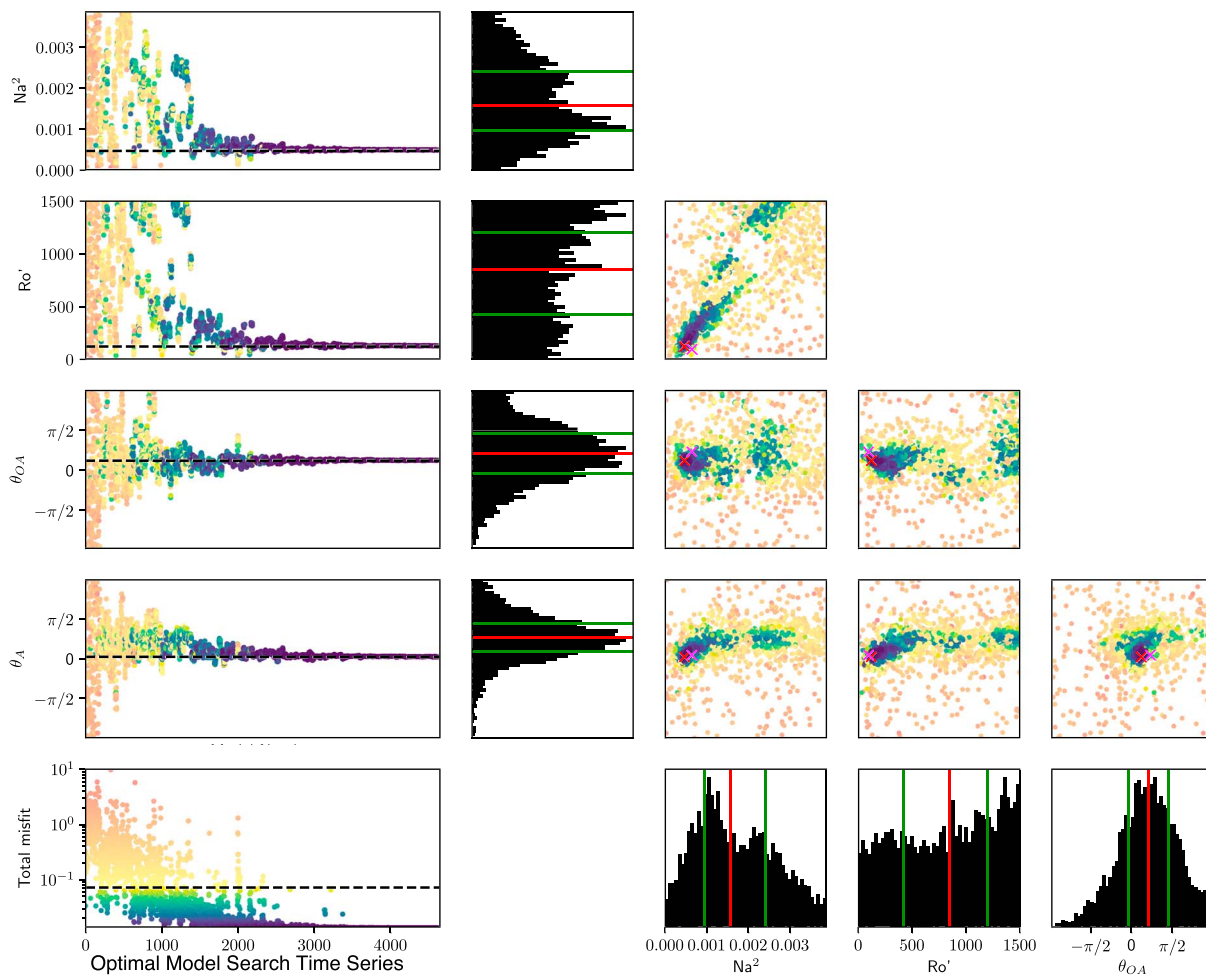 0.003
0.002
0.001
0.000
Na²
1500
1000
500
0
Ro'
π/2
0
−π/2
θ_OA
π/2
0
−π/2
θ_A
10¹
10⁰
10⁻¹
Total misfit
0 1000 2000 3000 4000
Optimal Model Search Time Series
0.000 0.001 0.002 0.003
Na²
0 500 1000 1500
Ro'
−π/2 0 π/2
θ_OA